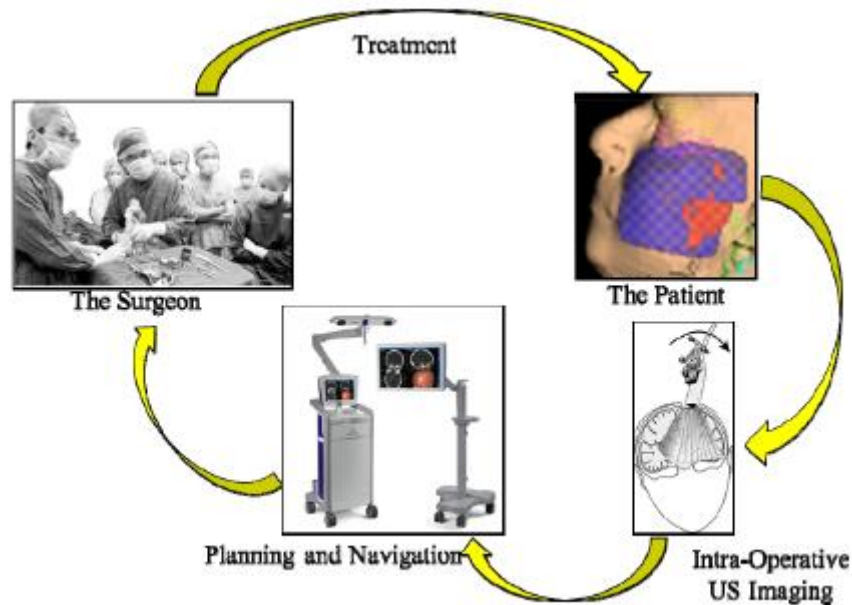 Treatment
The Surgeon
The Patient
Planning and Navigation
Intra-Operative
US Imaging